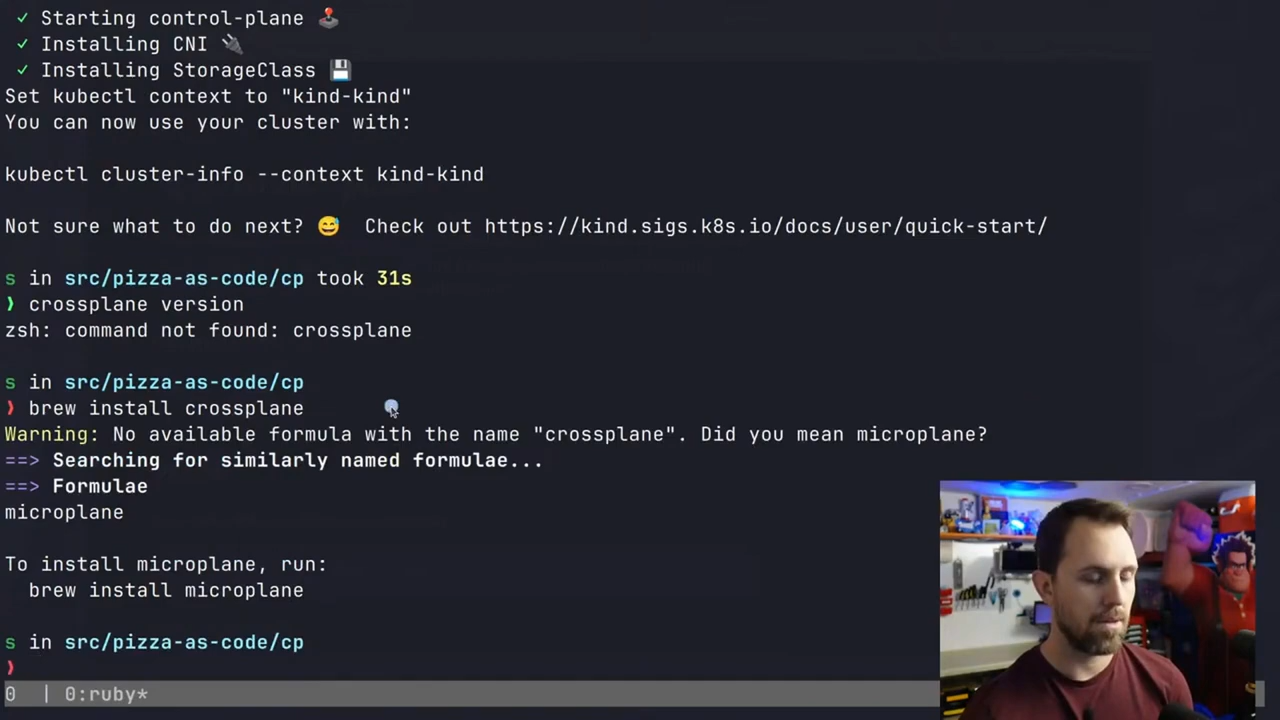 ✓ Starting control-plane 🕹️
✓ Installing CNI 🔌
✓ Installing StorageClass 💾
Set kubectl context to "kind-kind"
You can now use your cluster with:
kubectl cluster-info --context kind-kind
Not sure what to do next? 😅 Check out https://kind.sigs.k8s.io/docs/user/quick-start/
s in src/pizza-as-code/cp took 31s
❯ crossplane version
zsh: command not found: crossplane
s in src/pizza-as-code/cp
❯ brew install crossplane
Warning: No available formula with the name "crossplane". Did you mean microplane?
==> Searching for similarly named formulae...
==> Formulae
microplane
To install microplane, run:
brew install microplane
s in src/pizza-as-code/cp
❯
0 | 0:ruby*